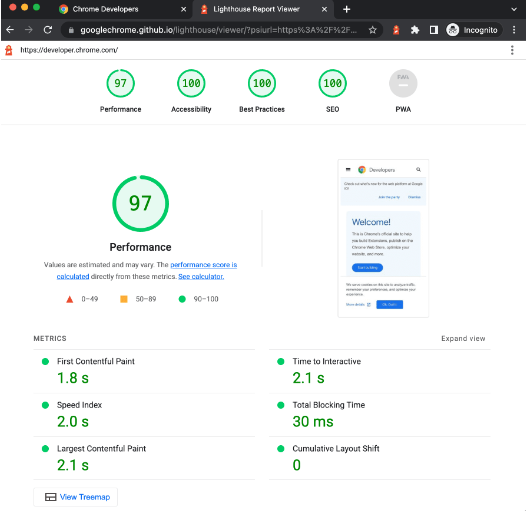 Chrome Developers
Lighthouse Report Viewer
googlechrome.github.io/lighthouse/viewer/?psiurl=https%3A%2F%2F...
Incognito
https://developer.chrome.com/
97
100
100
100
PWA
Performance
Accessibility
Best Practices
SEO
PWA
97
Performance
Values are estimated and may vary. The performance score is
calculated directly from these metrics. See calculator.
0–49
50–89
90–100
Developers
Welcome!
This is Chrome's official site to help
you build Extensions, publish on the
Chrome Web Store, optimize your
website, and more.
METRICS
Expand view
First Contentful Paint
1.8 s
Time to Interactive
2.1 s
Speed Index
2.0 s
Total Blocking Time
30 ms
Largest Contentful Paint
2.1 s
Cumulative Layout Shift
0
View Treemap